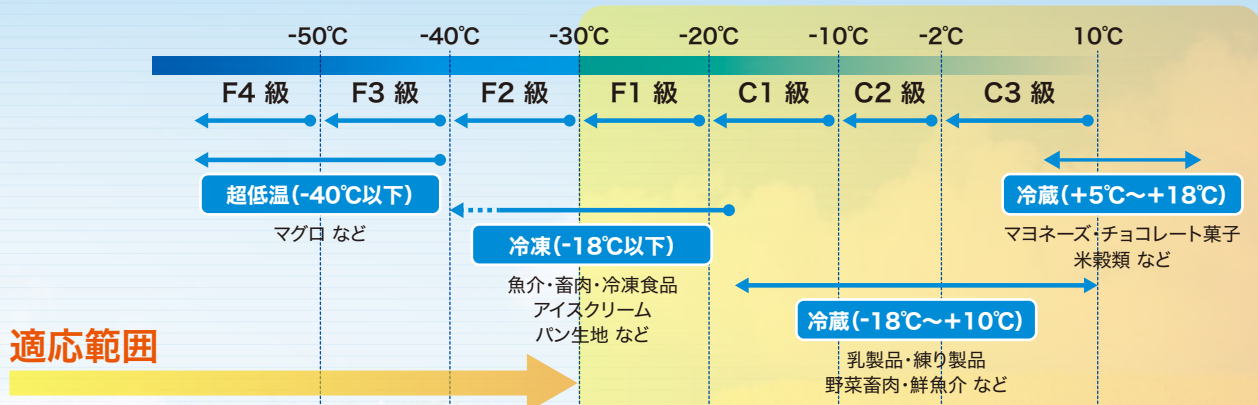 -50℃ -40℃ -30℃ -20℃ -10℃ -2℃ 10℃
F4 級 F3 級 F2 級 F1 級 C1 級 C2 級 C3 級
超低温(-40℃以下)
マグロ など
冷凍(-18℃以下)
魚介・畜肉・冷凍食品
アイスクリーム
パン生地 など
冷蔵(+5℃〜+18℃)
マヨネーズ・チョコレート菓子
米穀類 など
冷蔵(-18℃〜+10℃)
乳製品・練り製品
野菜畜肉・鮮魚介 など
適応範囲